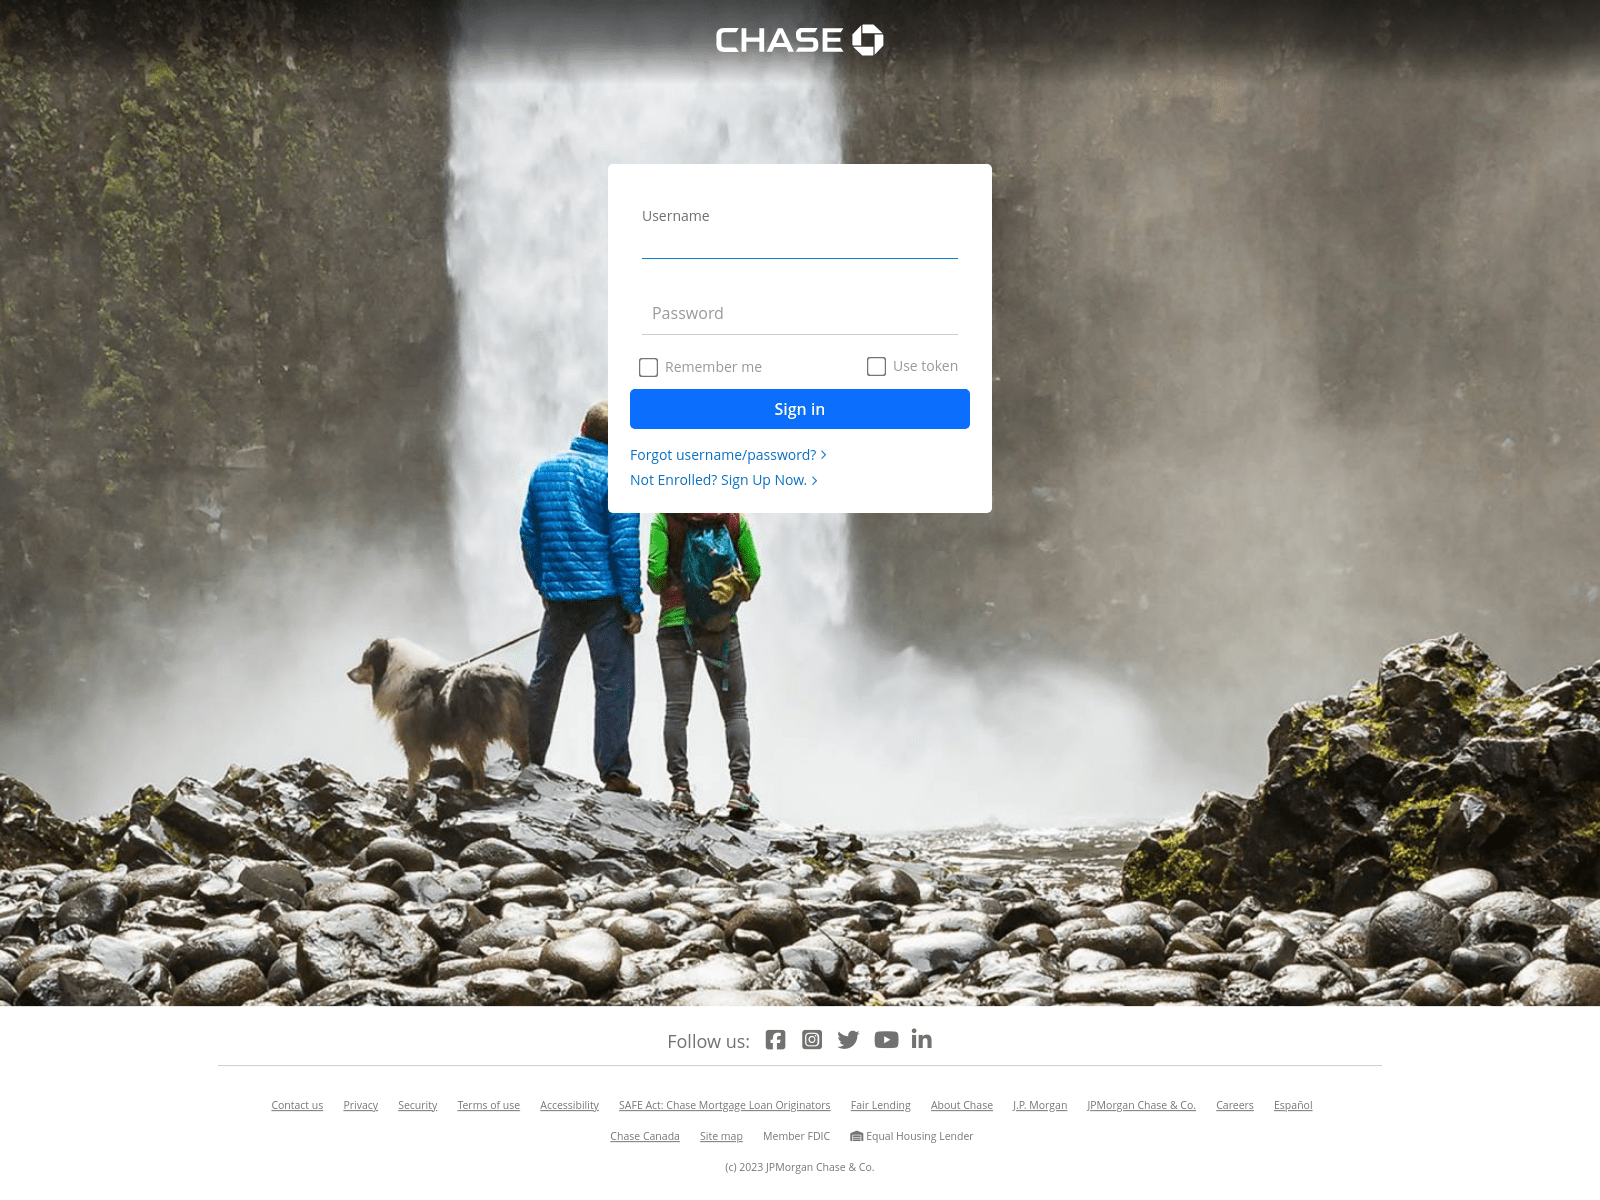 CHASE
Username
Password
Remember me
Use token
Sign in
Forgot username/password?
Not Enrolled? Sign Up Now.
Follow us:
Contact us Privacy Security Terms of use Accessibility SAFE Act: Chase Mortgage Loan Originators Fair Lending About Chase J.P. Morgan JPMorgan Chase & Co. Careers Español
Chase Canada Site map Member FDIC Equal Housing Lender
(c) 2023 JPMorgan Chase & Co.